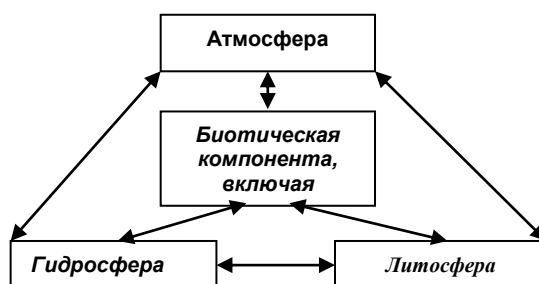 Атмосфера
Биотическая
компонента,
включая
Гидросфера
Литосфера